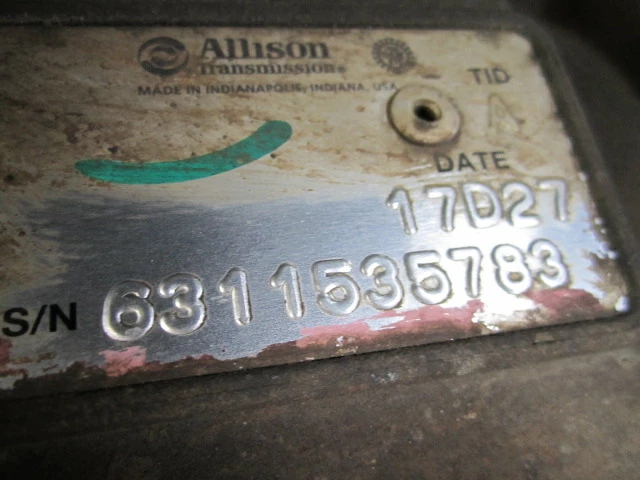 Allison
Transmission®
MADE IN INDIANAPOLIS, INDIANA, USA
TID
A
DATE
17D27
S/N 6311535783